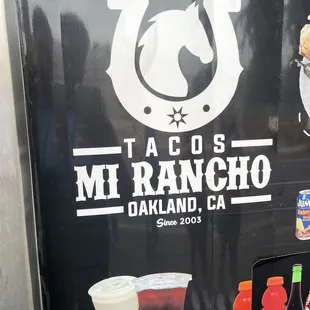 TACOS
MI RANCHO
OAKLAND, CA
Since 2003